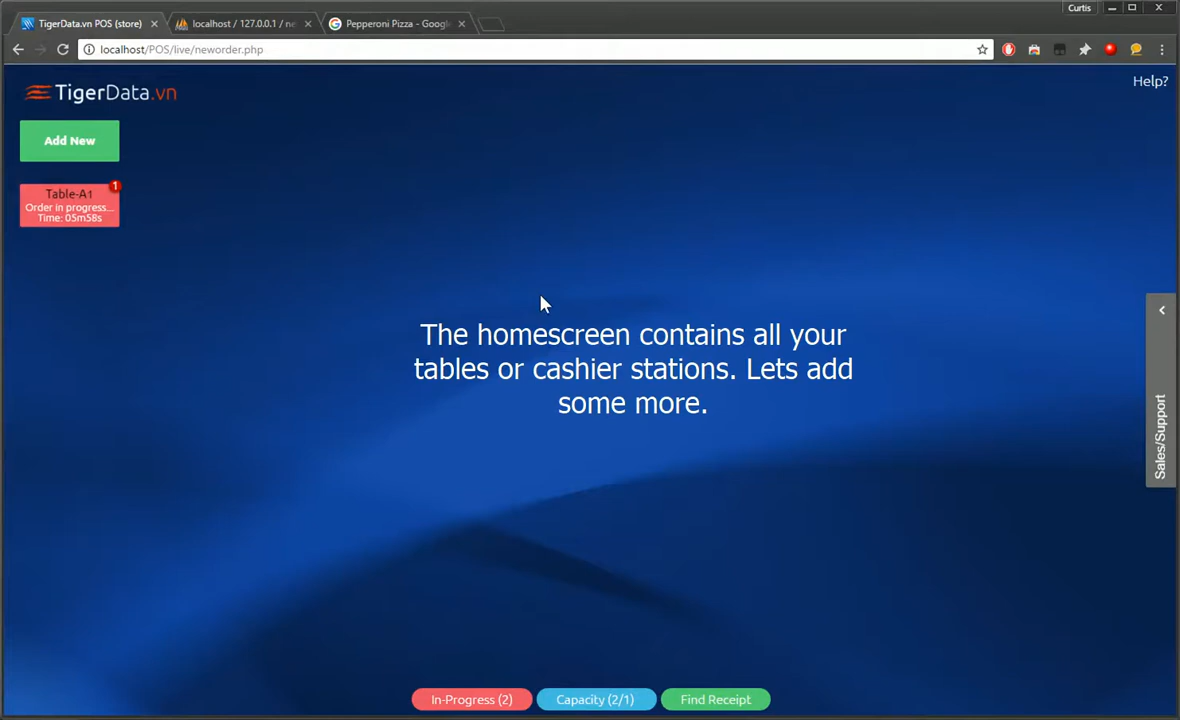 Curtis
TigerData.vn POS (store)
localhost / 127.0.0.1 / ne
Pepperoni Pizza - Google
localhost/POS/live/neworder.php
TigerData.vn
Help?
Add New
1
Table-A1
Order in progress...
Time: 05m58s
The homescreen contains all your
tables or cashier stations. Lets add
some more.
Sales/Support
In-Progress (2)
Capacity (2/1)
Find Receipt